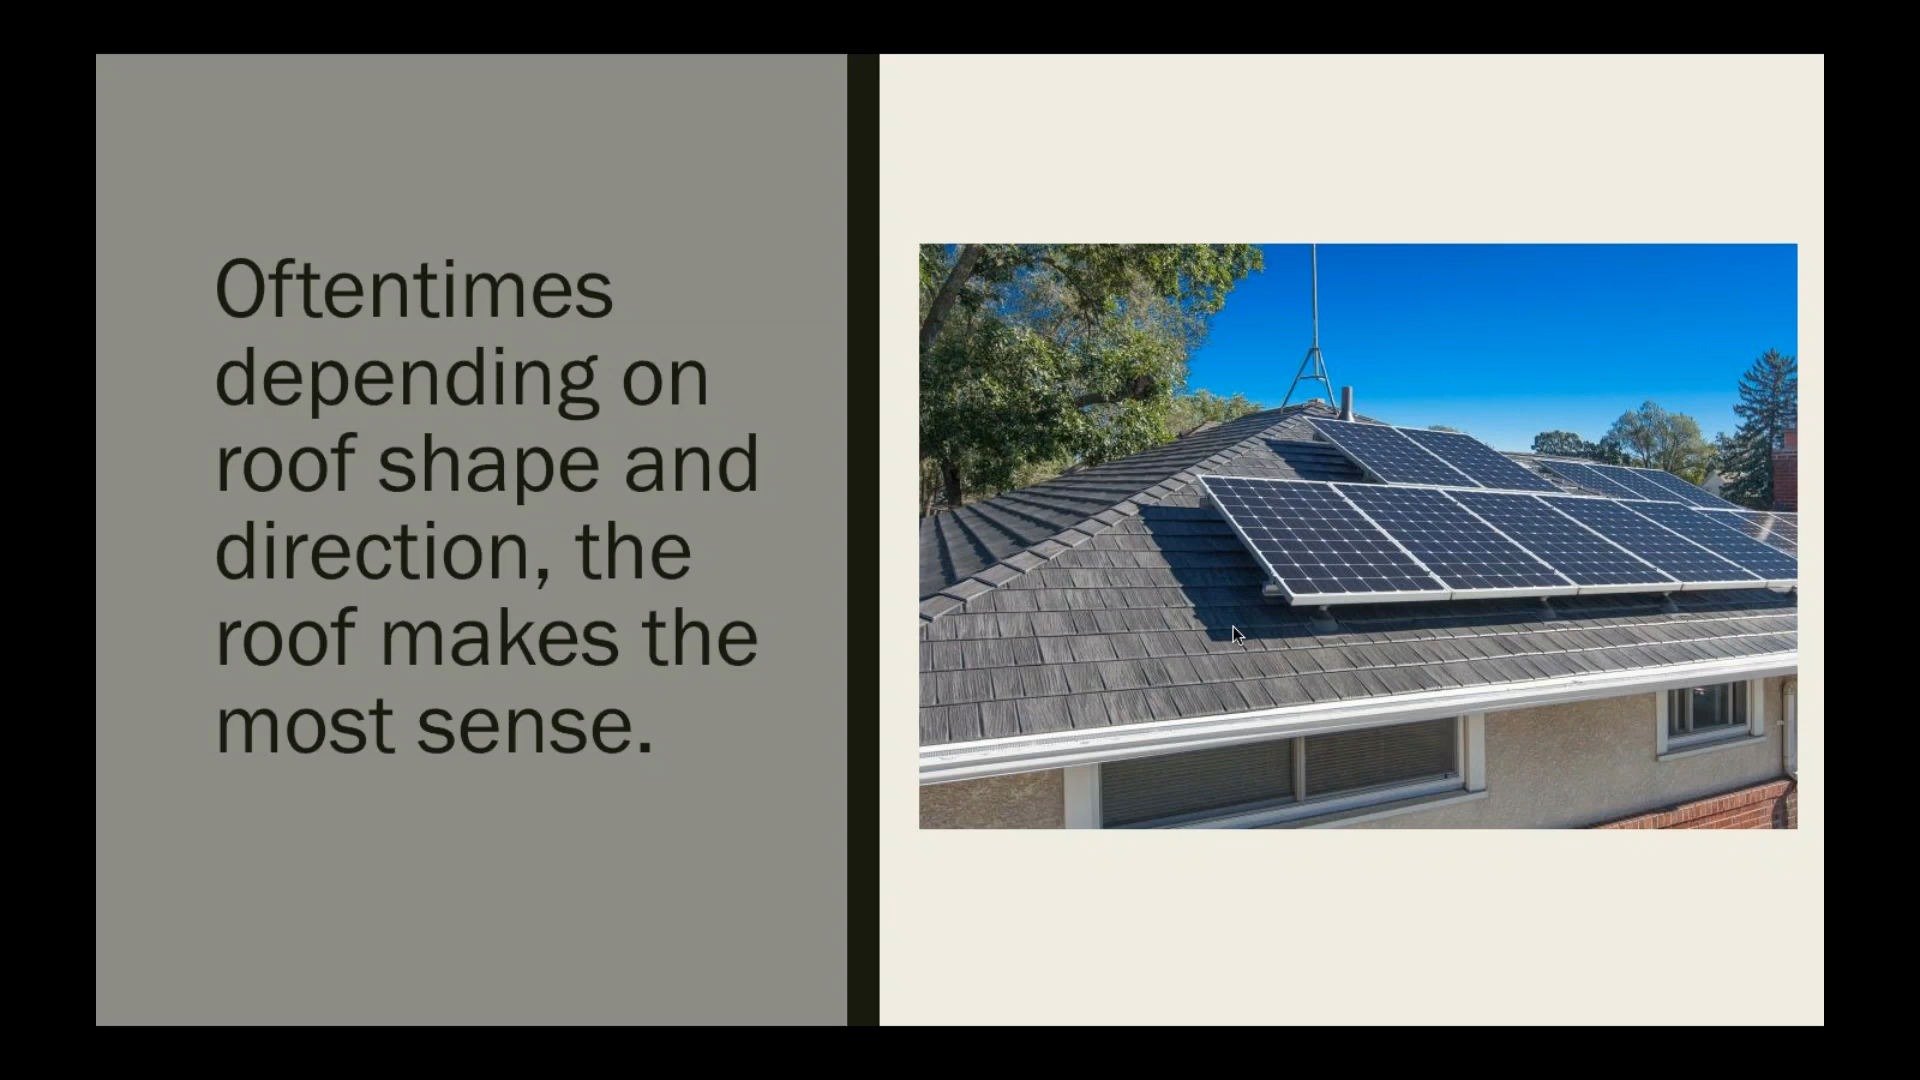 Oftentimes
depending on
roof shape and
direction, the
roof makes the
most sense.